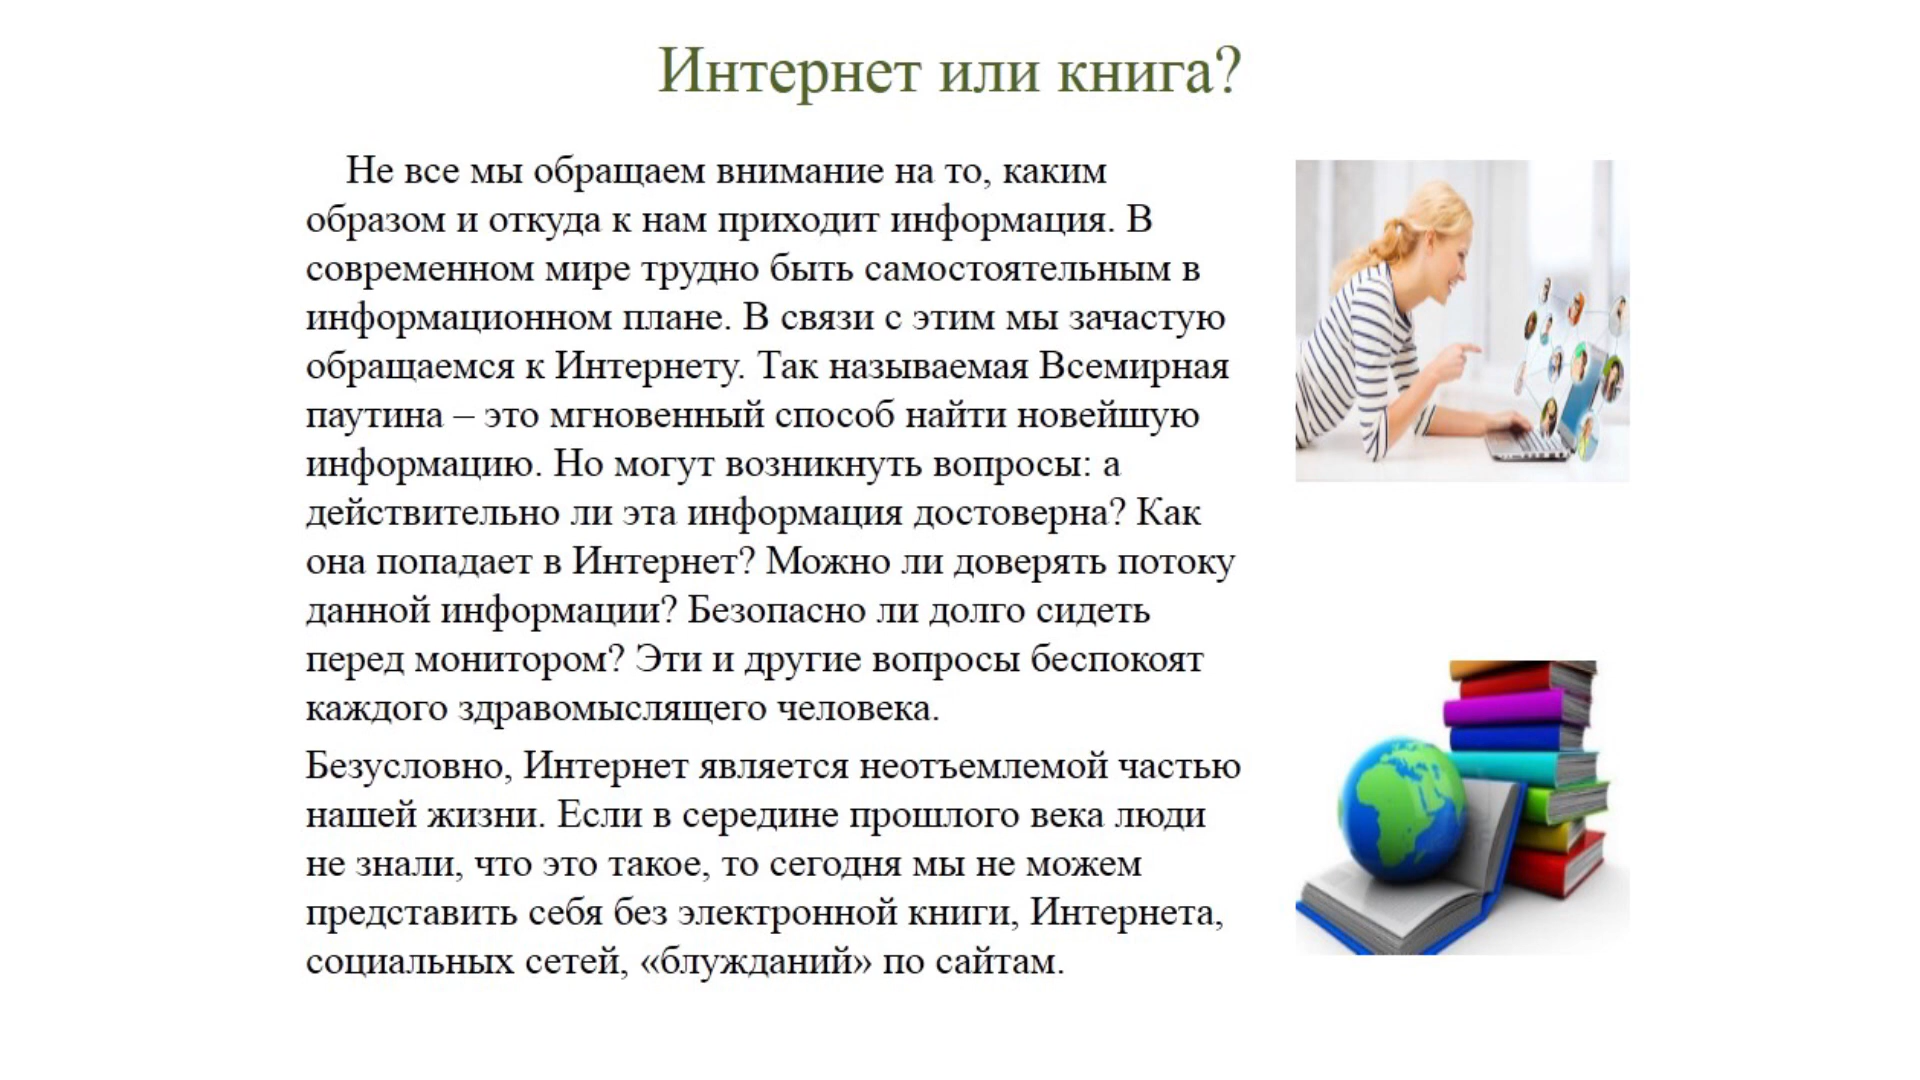 Интернет или книга?
Не все мы обращаем внимание на то, каким
образом и откуда к нам приходит информация. В
современном мире трудно быть самостоятельным в
информационном плане. В связи с этим мы зачастую
обращаемся к Интернету. Так называемая Всемирная
паутина – это мгновенный способ найти новейшую
информацию. Но могут возникнуть вопросы: а
действительно ли эта информация достоверна? Как
она попадает в Интернет? Можно ли доверять потоку
данной информации? Безопасно ли долго сидеть
перед монитором? Эти и другие вопросы беспокоят
каждого здравомыслящего человека.
Безусловно, Интернет является неотъемлемой частью
нашей жизни. Если в середине прошлого века люди
не знали, что это такое, то сегодня мы не можем
представить себя без электронной книги, Интернета,
социальных сетей, «блужданий» по сайтам.